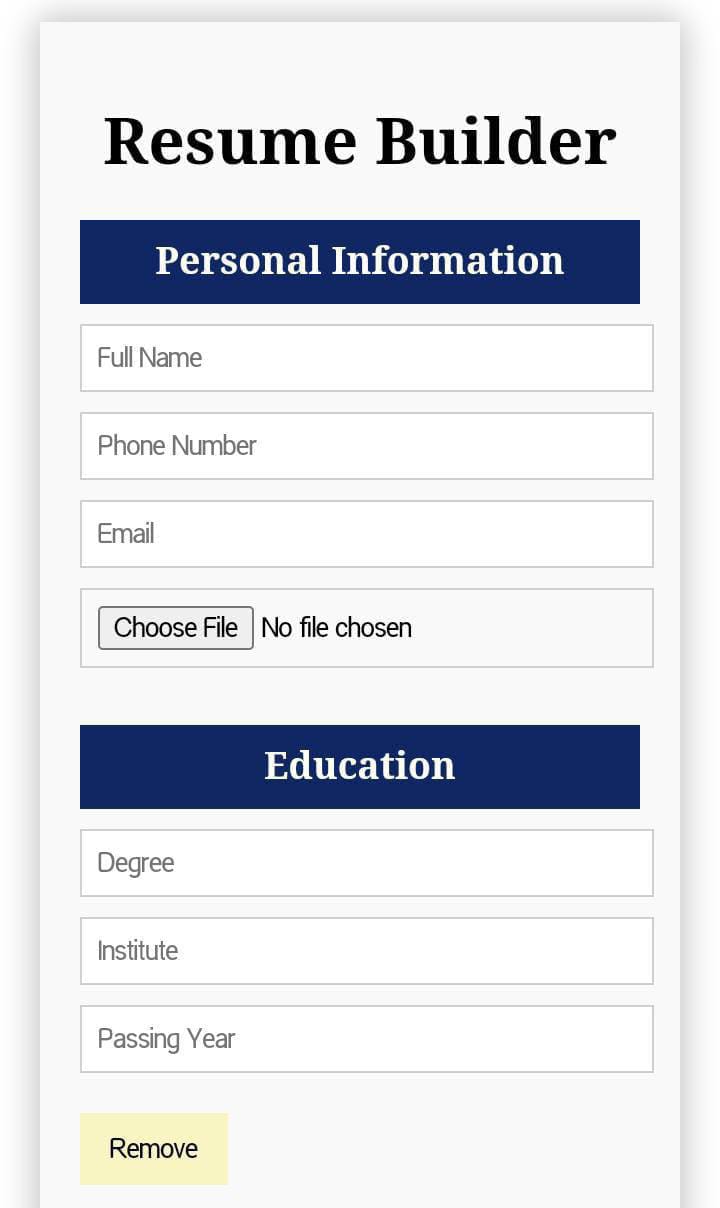 Resume Builder
Personal Information
Full Name
Phone Number
Email
Choose File No file chosen
Education
Degree
Institute
Passing Year
Remove